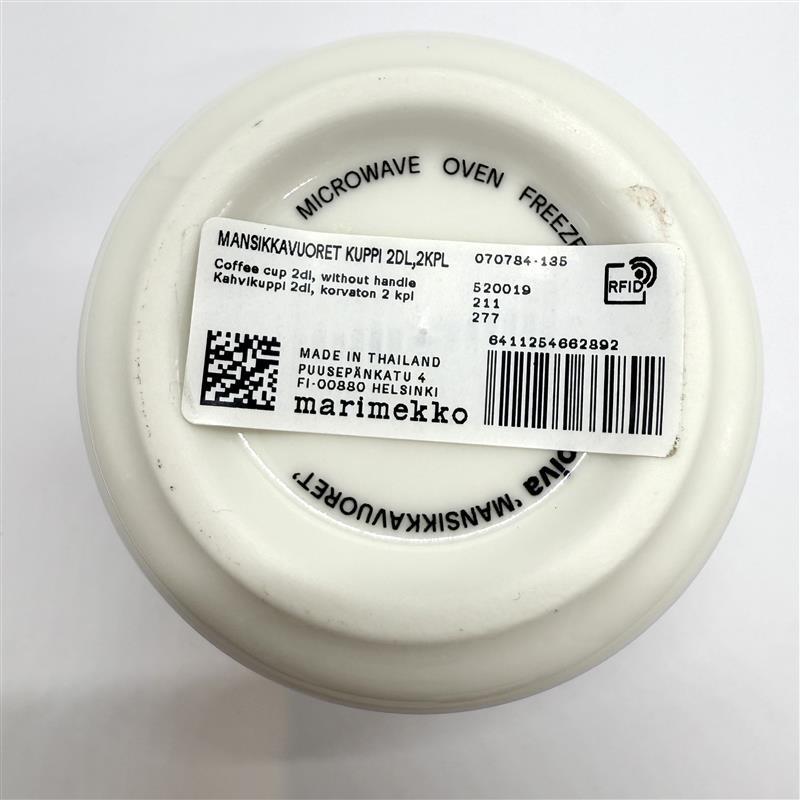 MICROWAVE OVEN
MANSIKKAVUORET KUPPI 2DL,2KPL
070784-135
Coffee cup 2dl, without handle
Kahvikuppi 2dl, korvaton 2 kpl
520019
211
277
RFID
6411254662892
MADE IN THAILAND
PUUSEPÄNKATU 4
FI-00880 HELSINKI
marimekko
oiva 'MANSIKKAVUORET'